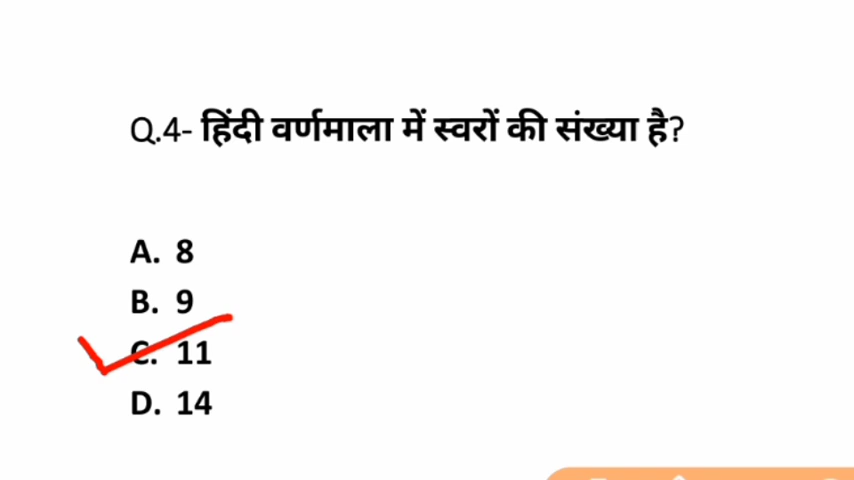 Q.4- हिंदी वर्णमाला में स्वरों की संख्या है?
A. 8
B. 9
C. 11
D. 14